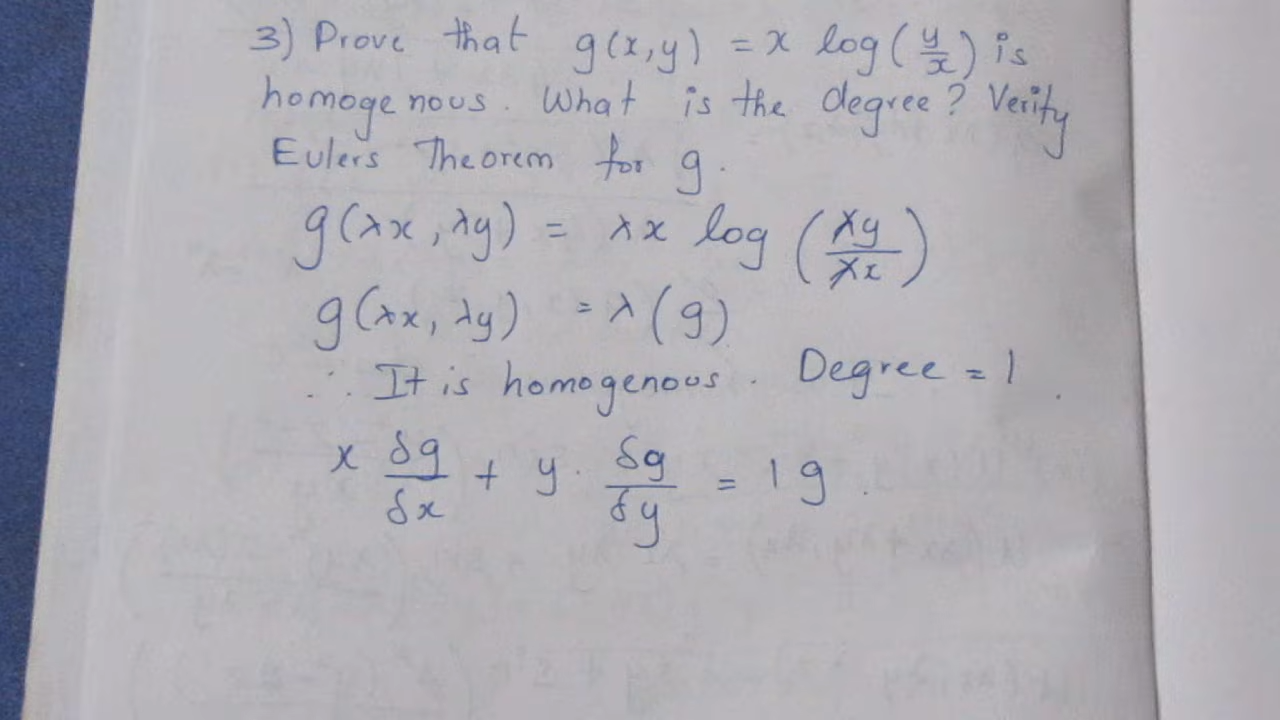 3) Prove that g(x,y) = x log(y/x) is
homogenous. What is the degree? Verify
Eulers Theorem for g.
g(λx, λy) = λx log (λy/λx)
g(λx, λy) = λ(g)
∴ It is homogenous. Degree = 1.
x δg/δx + y. δg/δy = 1 g.